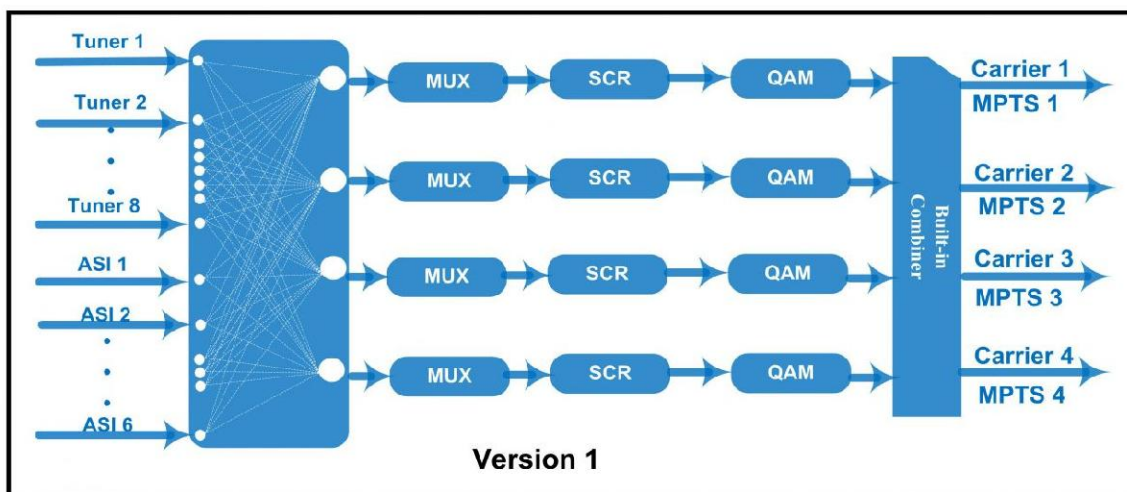 Tuner 1
Tuner 2
Tuner 8
ASI 1
ASI 2
ASI 6
MUX SCR QAM
MUX SCR QAM
MUX SCR QAM
MUX SCR QAM
Built-in
Combiner
Carrier 1
MPTS 1
Carrier 2
MPTS 2
Carrier 3
MPTS 3
Carrier 4
MPTS 4
Version 1